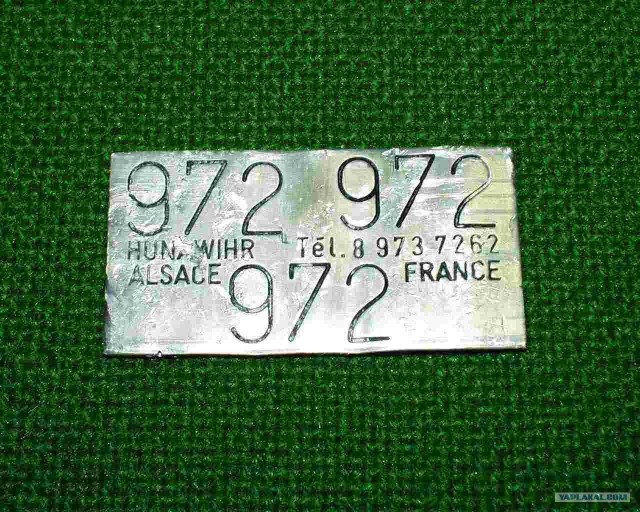 972 972
HUNAWIHR Tél. 8 973 7262
ALSACE FRANCE
972
YAPLAKAL.COM